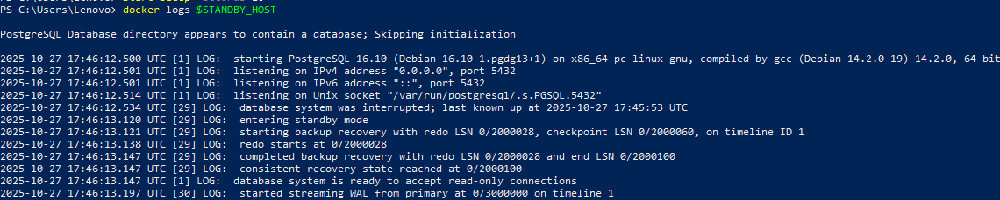 PS C:\Users\Lenovo> docker logs $STANDBY_HOST
PostgreSQL Database directory appears to contain a database; Skipping initialization
2025-10-27 17:46:12.500 UTC [1] LOG:  starting PostgreSQL 16.10 (Debian 16.10-1.pgdg13+1) on x86_64-pc-linux-gnu, compiled by gcc (Debian 14.2.0-19) 14.2.0, 64-bit
2025-10-27 17:46:12.501 UTC [1] LOG:  listening on IPv4 address "0.0.0.0", port 5432
2025-10-27 17:46:12.501 UTC [1] LOG:  listening on IPv6 address "::", port 5432
2025-10-27 17:46:12.514 UTC [1] LOG:  listening on Unix socket "/var/run/postgresql/.s.PGSQL.5432"
2025-10-27 17:46:12.534 UTC [29] LOG:  database system was interrupted; last known up at 2025-10-27 17:45:53 UTC
2025-10-27 17:46:13.120 UTC [29] LOG:  entering standby mode
2025-10-27 17:46:13.121 UTC [29] LOG:  starting backup recovery with redo LSN 0/2000028, checkpoint LSN 0/2000060, on timeline ID 1
2025-10-27 17:46:13.138 UTC [29] LOG:  redo starts at 0/2000028
2025-10-27 17:46:13.147 UTC [29] LOG:  completed backup recovery with redo LSN 0/2000028 and end LSN 0/2000100
2025-10-27 17:46:13.147 UTC [29] LOG:  consistent recovery state reached at 0/2000100
2025-10-27 17:46:13.147 UTC [1] LOG:  database system is ready to accept read-only connections
2025-10-27 17:46:13.197 UTC [30] LOG:  started streaming WAL from primary at 0/3000000 on timeline 1